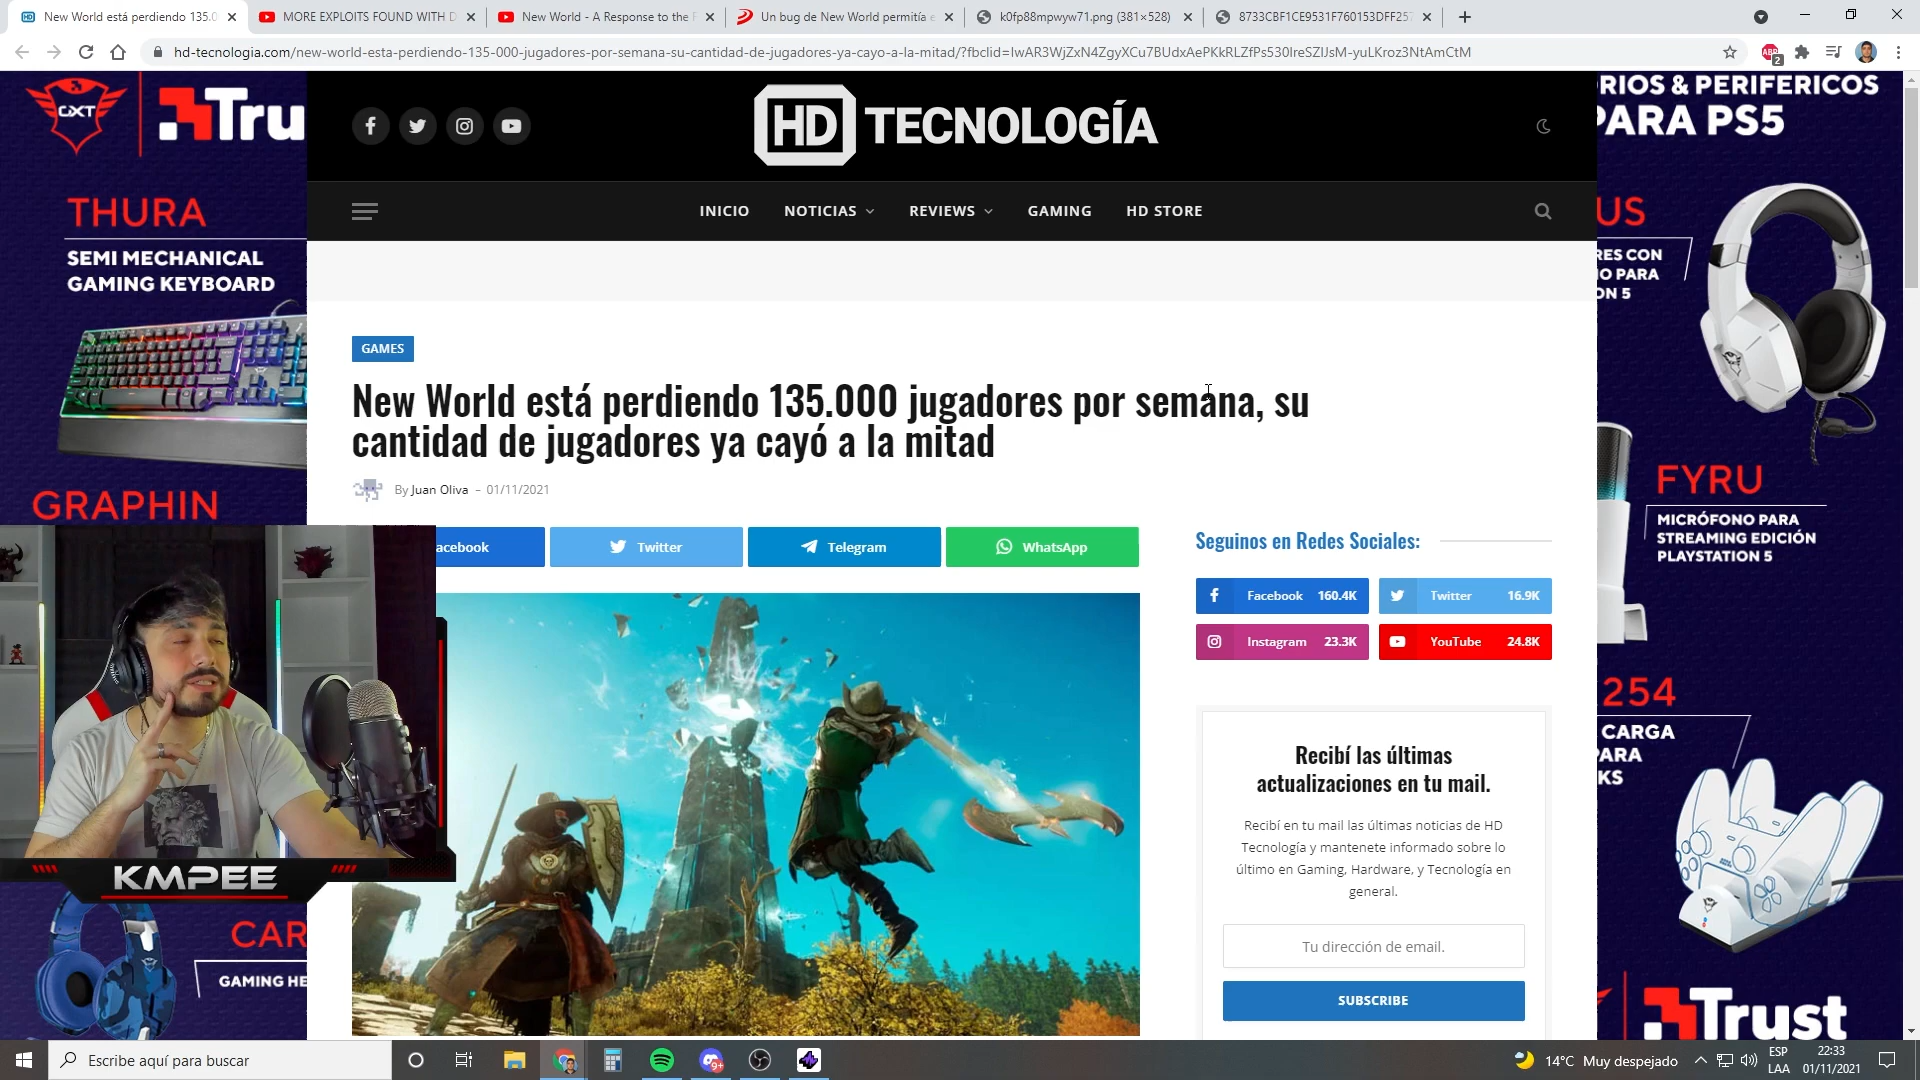 New World está perdiendo 135.0
MORE EXPLOITS FOUND WITH D
New World - A Response to the F
Un bug de New World permitía e
k0fp88mpwyw71.png (381×528)
8733CBF1CE9531F760153DFF257
hd-tecnologia.com/new-world-esta-perdiendo-135-000-jugadores-por-semana-su-cantidad-de-jugadores-ya-cayo-a-la-mitad/?fbclid=IwAR3WjZxN4ZgyXCu7BUdxAePKkRLZfPs530IreSZIJsM-yuLKroz3NtAmCtM
ABP
2
GXT
Tru
THURA
SEMI MECHANICAL
GAMING KEYBOARD
GRAPHIN
HD TECNOLOGÍA
INICIO
NOTICIAS
REVIEWS
GAMING
HD STORE
RIOS & PERIFERICOS
PARA PS5
US
RES CON
O PARA
ON 5
GAMES
New World está perdiendo 135.000 jugadores por semana, su
cantidad de jugadores ya cayó a la mitad
By Juan Oliva - 01/11/2021
acebook
Twitter
Telegram
WhatsApp
Seguinos en Redes Sociales:
Facebook 160.4K
Twitter 16.9K
Instagram 23.3K
YouTube 24.8K
FYRU
MICRÓFONO PARA
STREAMING EDICIÓN
PLAYSTATION 5
254
CARGA
PARA
KS
Recibí las últimas
actualizaciones en tu mail.
Recibí en tu mail las últimas noticias de HD
Tecnología y mantenete informado sobre lo
último en Gaming, Hardware, y Tecnología en
general.
Tu dirección de email.
SUBSCRIBE
KMPEE
CAR
GAMING HE
Trust
Escribe aquí para buscar
9+
14°C Muy despejado
ESP
LAA
22:33
01/11/2021